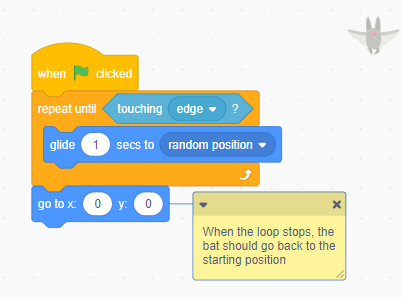 when clicked
repeat until touching edge ?
glide 1 secs to random position
go to x: 0 y: 0
When the loop stops, the
bat should go back to the
starting position